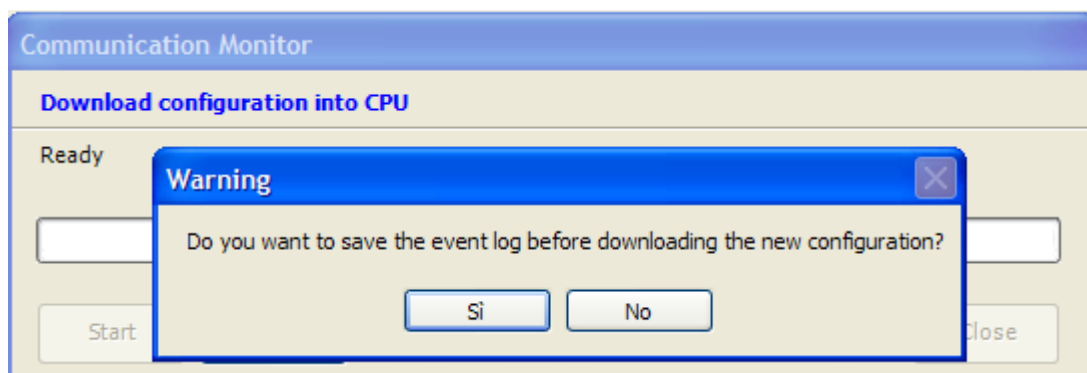 Communication Monitor
Download configuration into CPU
Ready
Warning
Do you want to save the event log before downloading the new configuration?
Sì
No
Start
Close